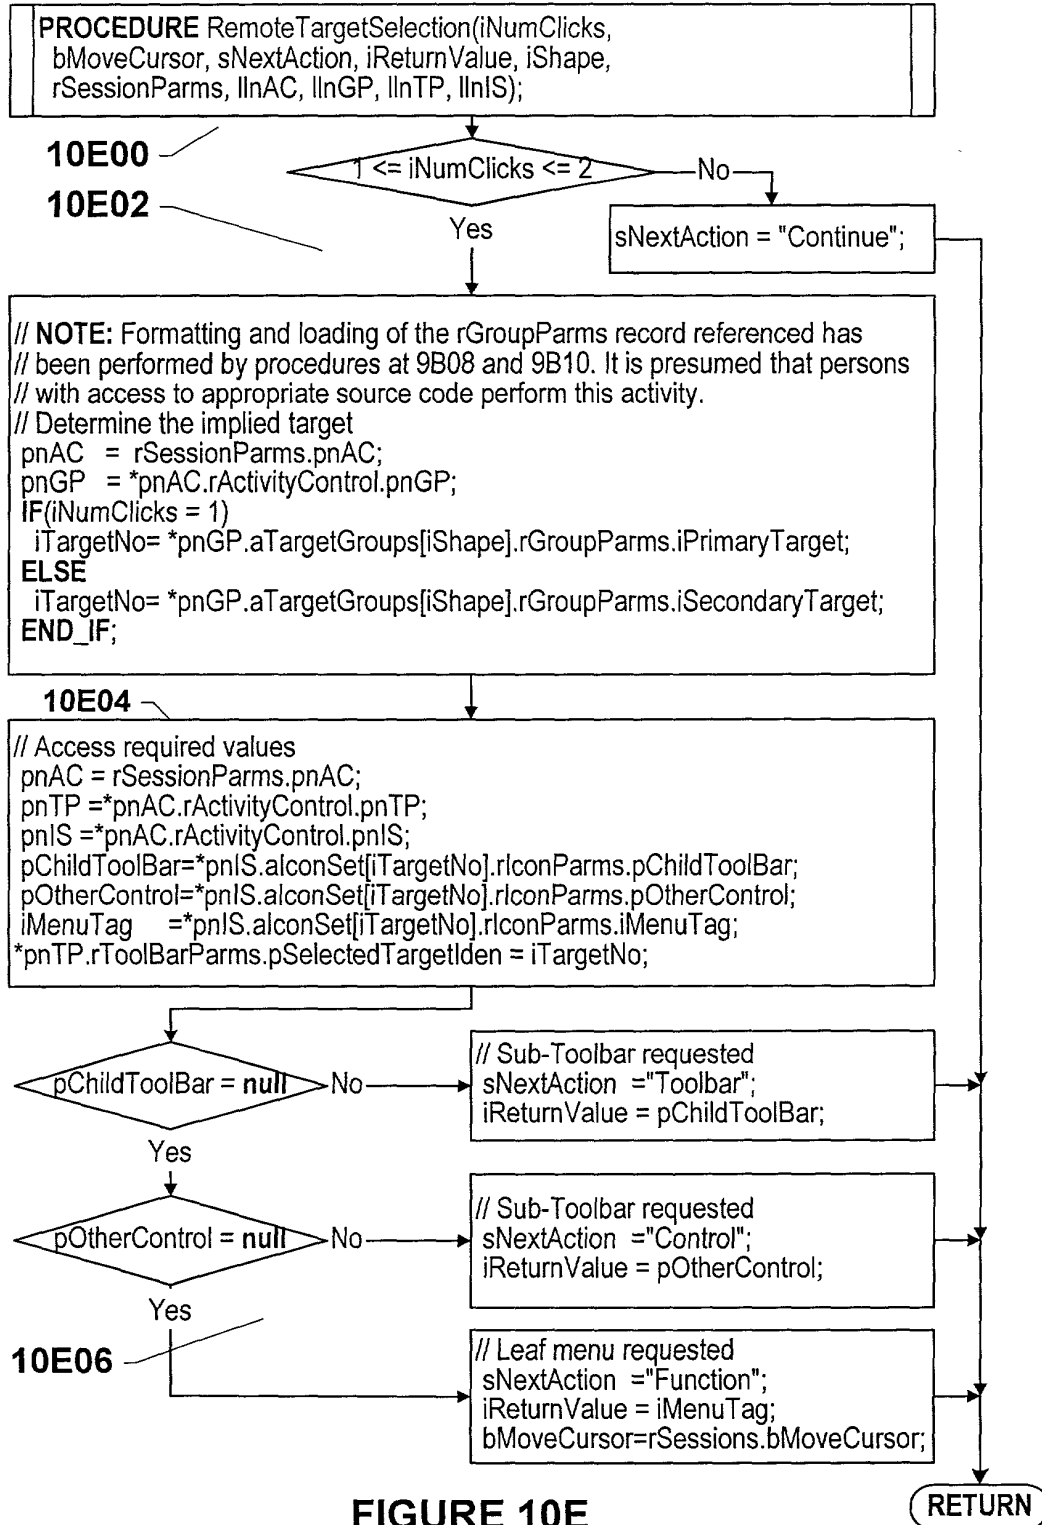 PROCEDURE RemoteTargetSelection(iNumClicks,
bMoveCursor, sNextAction, iReturnValue, iShape,
rSessionParms, llnAC, llnGP, llnTP, llnIS);
10E00
1 <= iNumClicks <= 2
No
10E02
Yes
sNextAction = "Continue";
// NOTE: Formatting and loading of the rGroupParms record referenced has
// been performed by procedures at 9B08 and 9B10. It is presumed that persons
// with access to appropriate source code perform this activity.
// Determine the implied target
pnAC = rSessionParms.pnAC;
pnGP = *pnAC.rActivityControl.pnGP;
IF(iNumClicks = 1)
iTargetNo= *pnGP.aTargetGroups[iShape].rGroupParms.iPrimaryTarget;
ELSE
iTargetNo= *pnGP.aTargetGroups[iShape].rGroupParms.iSecondaryTarget;
END_IF;
10E04
// Access required values
pnAC = rSessionParms.pnAC;
pnTP =*pnAC.rActivityControl.pnTP;
pnIS =*pnAC.rActivityControl.pnIS;
pChildToolBar=*pnIS.aIconSet[iTargetNo].rIconParms.pChildToolBar;
pOtherControl=*pnIS.aIconSet[iTargetNo].rIconParms.pOtherControl;
iMenuTag =*pnIS.aIconSet[iTargetNo].rIconParms.iMenuTag;
*pnTP.rToolBarParms.pSelectedTargetIden = iTargetNo;
pChildToolBar = null
No
// Sub-Toolbar requested
sNextAction ="Toolbar";
iReturnValue = pChildToolBar;
Yes
pOtherControl = null
No
// Sub-Toolbar requested
sNextAction ="Control";
iReturnValue = pOtherControl;
Yes
10E06
// Leaf menu requested
sNextAction ="Function";
iReturnValue = iMenuTag;
bMoveCursor=rSessions.bMoveCursor;
RETURN
FIGURE 10E